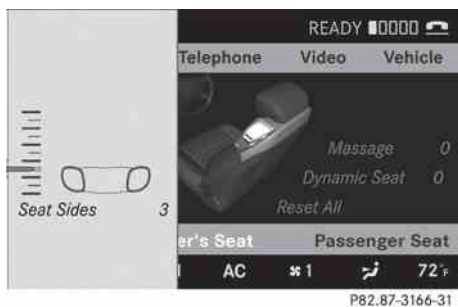 READY
Telephone Video Vehicle
Massage 0
Dynamic Seat 0
Seat Sides 3
Reset All
er's Seat Passenger Seat
AC 1 72°F
P82.87-3166-31